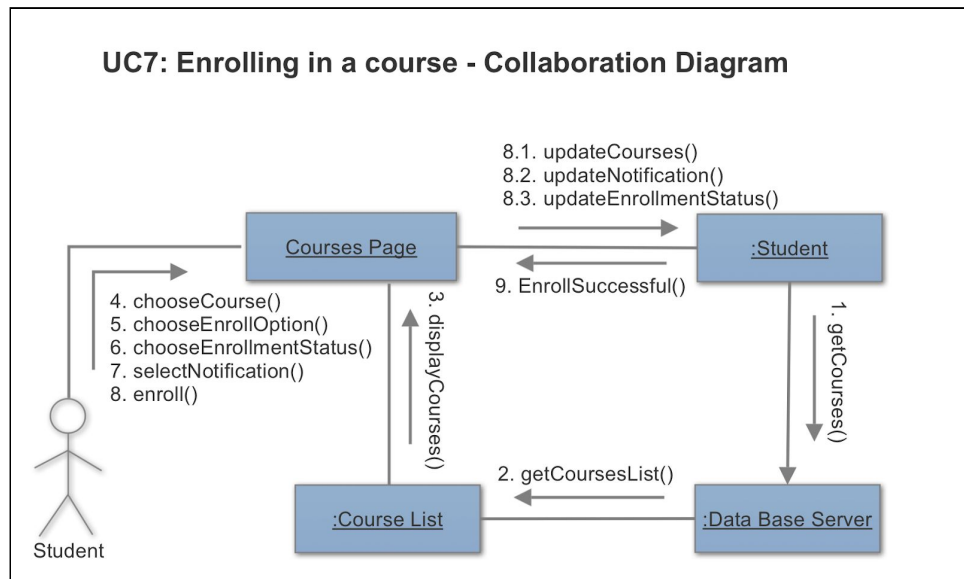 UC7: Enrolling in a course - Collaboration Diagram
8.1. updateCourses()
8.2. updateNotification()
8.3. updateEnrollmentStatus()
Courses Page
:Student
9. EnrollSuccessful()
4. chooseCourse()
5. chooseEnrollOption()
6. chooseEnrollmentStatus()
7. selectNotification()
8. enroll()
3. displayCourses()
1. getCourses()
2. getCoursesList()
:Course List
:Data Base Server
Student